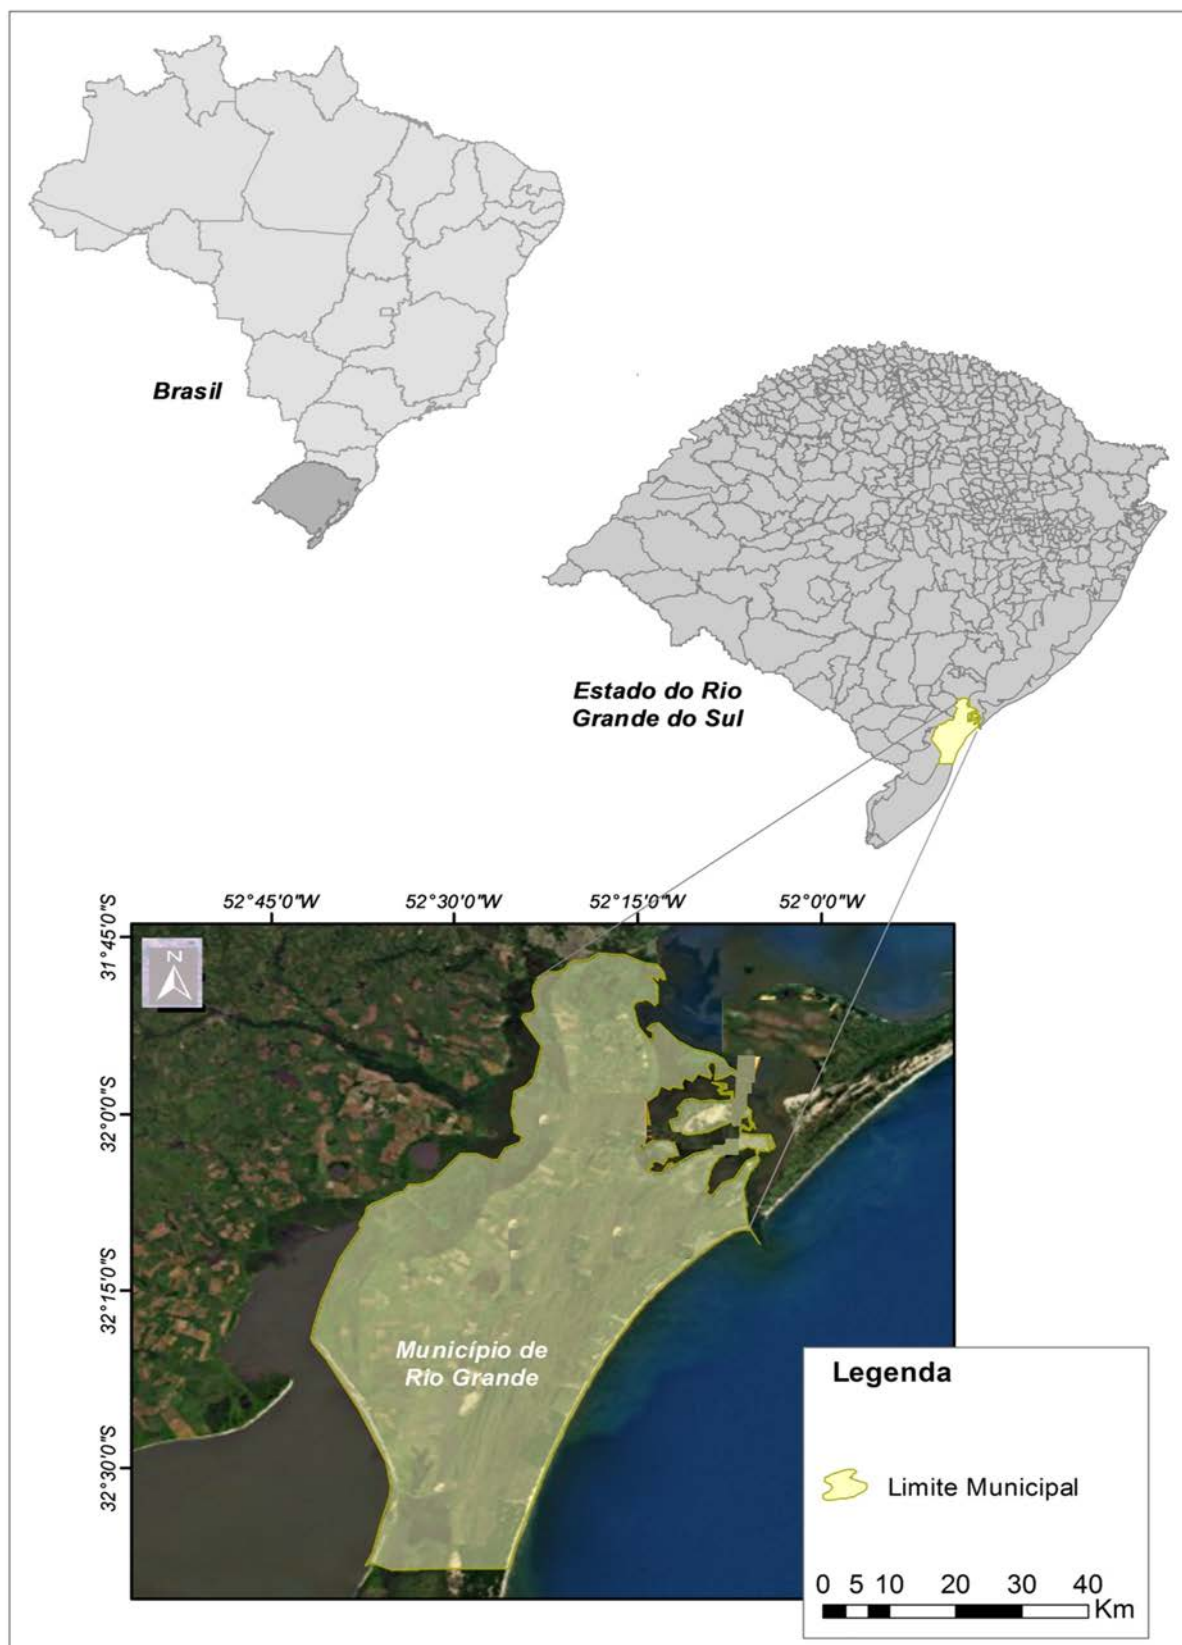 Brasil
Estado do Rio
Grande do Sul
52°45'0"W
52°30'0"W
52°15'0"W
52°0'0"W
31°45'0"S
32°0'0"S
32°15'0"S
32°30'0"S
N
Município de
Rio Grande
Legenda
Limite Municipal
0 5 10 20 30 40
Km